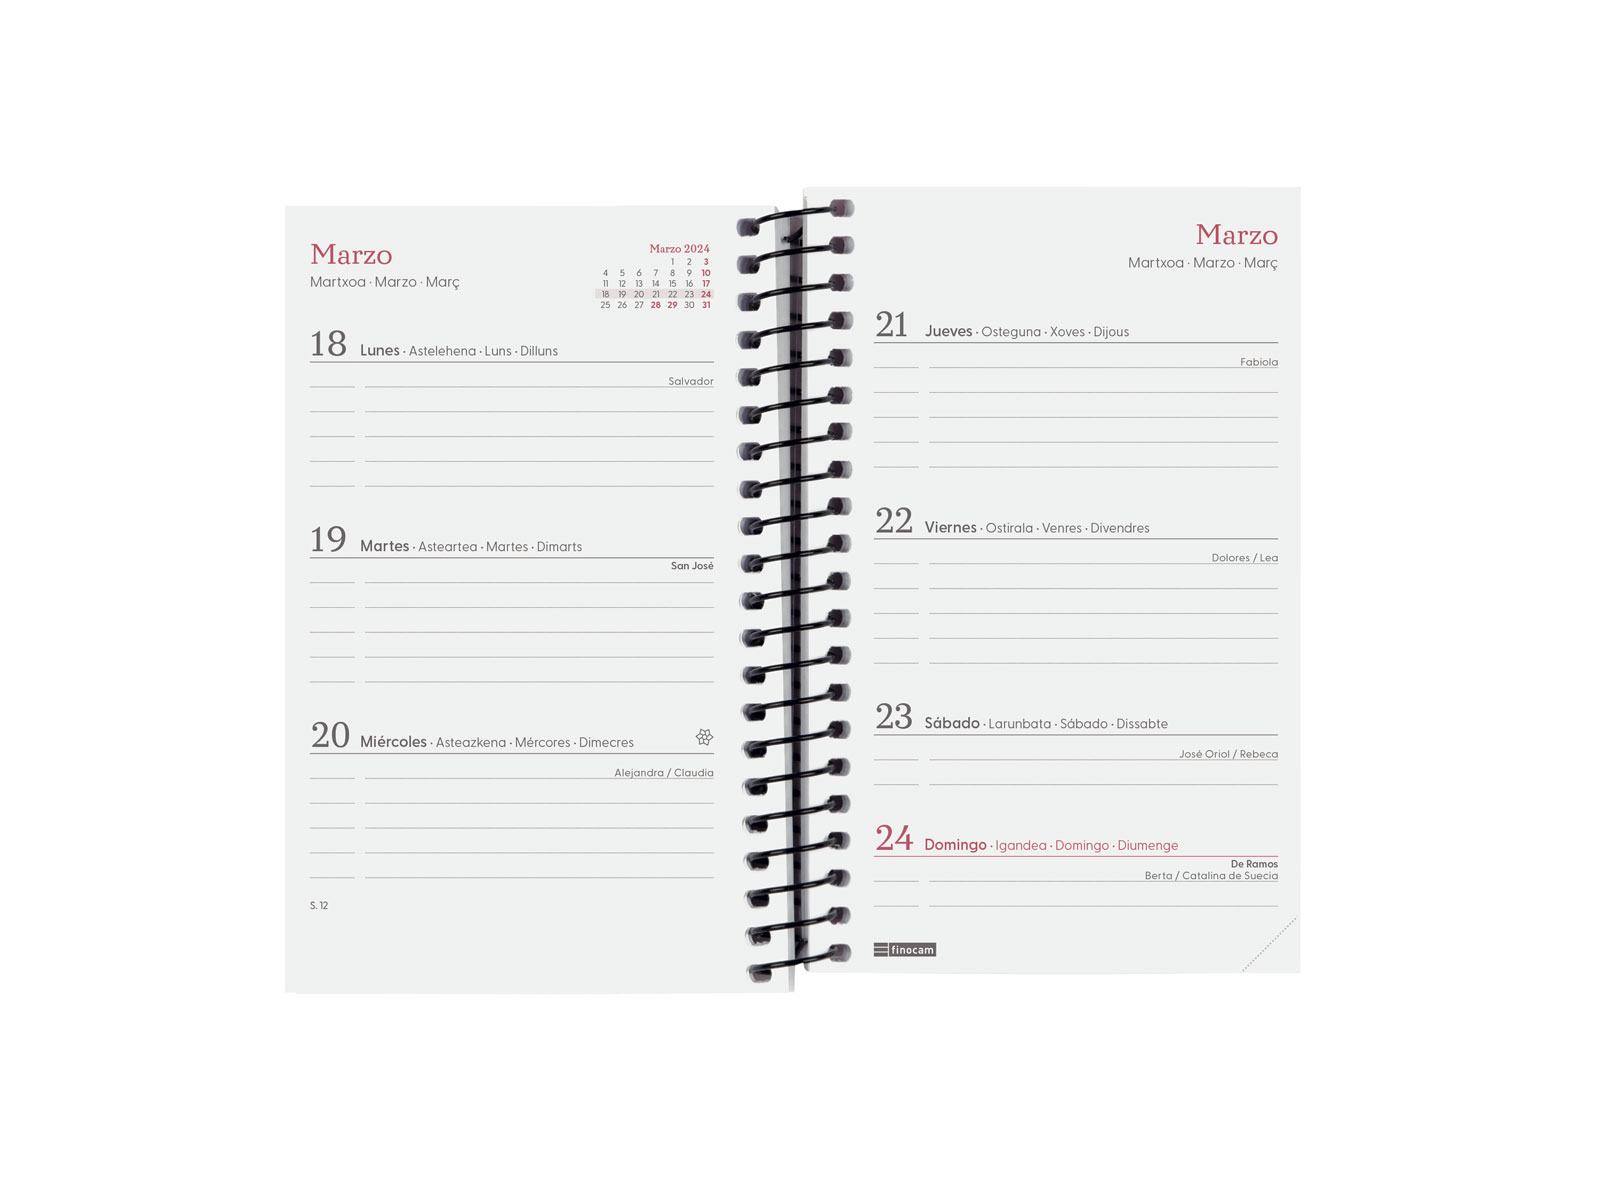 Marzo
Martxoa · Marzo · Març
Marzo 2024
1 2 3
4 5 6 7 8 9 10
11 12 13 14 15 16 17
18 19 20 21 22 23 24
25 26 27 28 29 30 31
18 Lunes · Astelehena · Luns · Dilluns
Salvador
19 Martes · Asteartea · Martes · Dimarts
San José
20 Miércoles · Asteazkena · Mércores · Dimecres
Alejandra / Claudia
S. 12
Marzo
Martxoa · Marzo · Març
21 Jueves · Osteguna · Xoves · Dijous
Fabiola
22 Viernes · Ostirala · Venres · Divendres
Dolores / Lea
23 Sábado · Larunbata · Sábado · Dissabte
José Oriol / Rebeca
24 Domingo · Igandea · Domingo · Diumenge
De Ramos
Berta / Catalina de Suecia
finocam